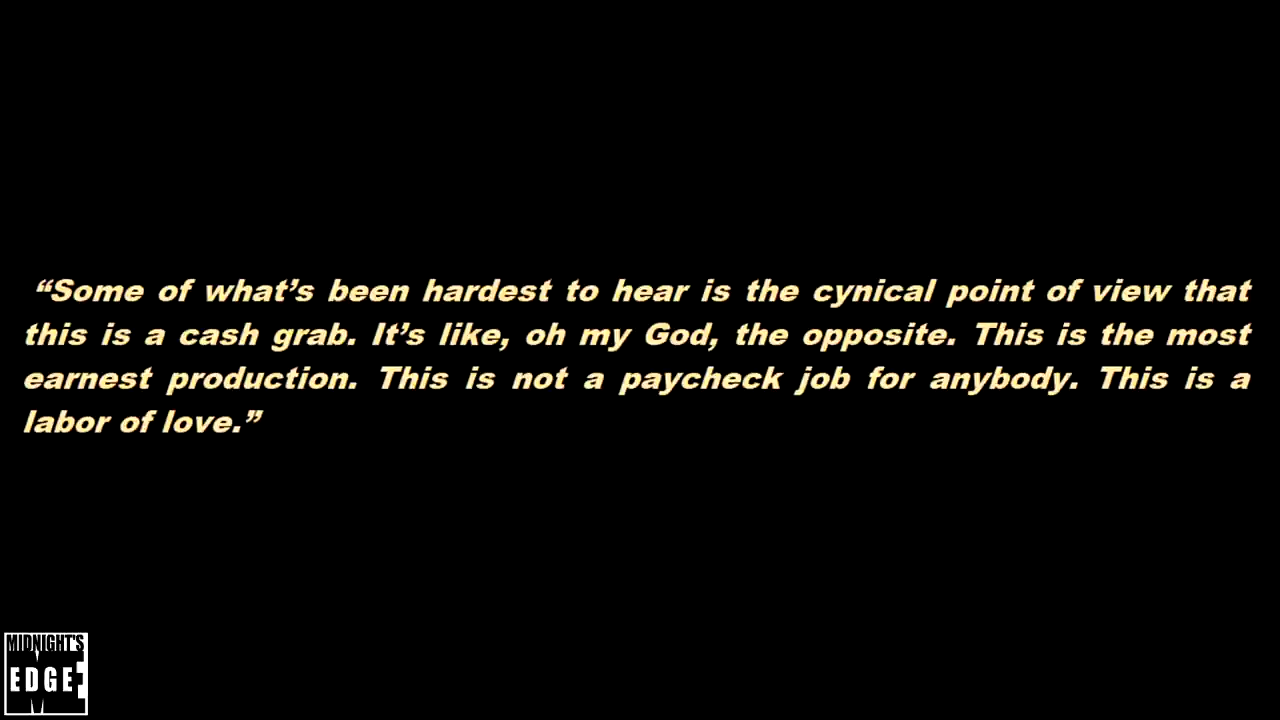 “Some of what’s been hardest to hear is the cynical point of view that
this is a cash grab. It’s like, oh my God, the opposite. This is the most
earnest production. This is not a paycheck job for anybody. This is a
labor of love.”
MIDNIGHT'S
EDGE